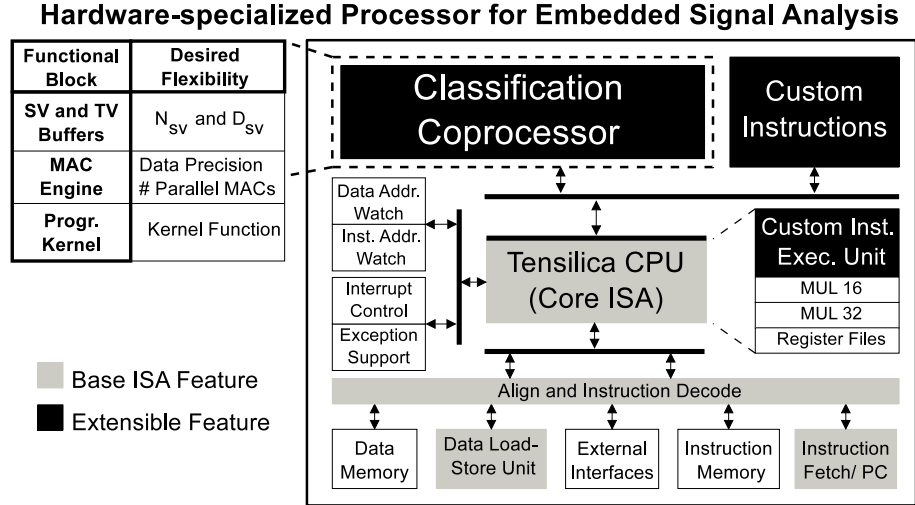 Hardware-specialized Processor for Embedded Signal Analysis
Functional
Block
Desired
Flexibility
SV and TV
Buffers
N_sv and D_sv
MAC
Engine
Data Precision
# Parallel MACs
Progr.
Kernel
Kernel Function
Classification
Coprocessor
Custom
Instructions
Data Addr.
Watch
Inst. Addr.
Watch
Interrupt
Control
Exception
Support
Tensilica CPU
(Core ISA)
Custom Inst.
Exec. Unit
MUL 16
MUL 32
Register Files
Base ISA Feature
Extensible Feature
Align and Instruction Decode
Data
Memory
Data Load-
Store Unit
External
Interfaces
Instruction
Memory
Instruction
Fetch/ PC